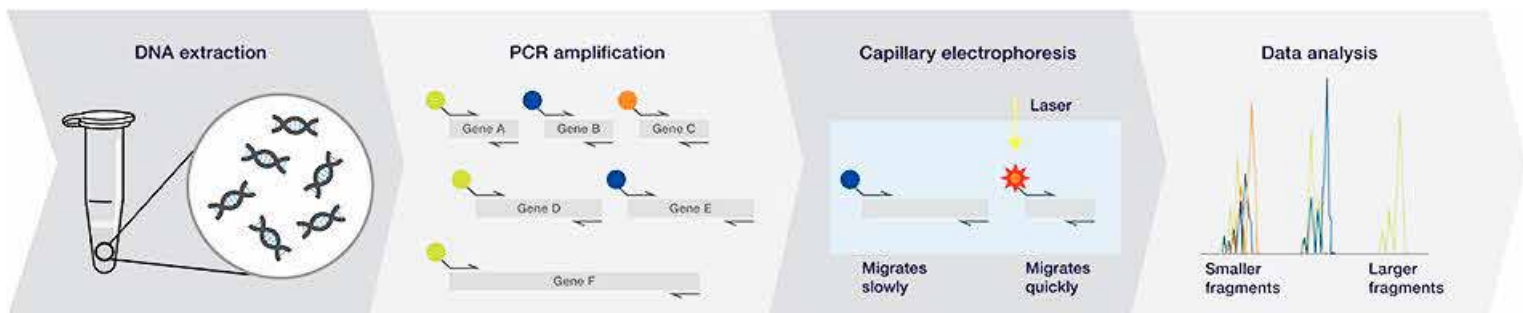 DNA extraction
PCR amplification
Gene A
Gene B
Gene C
Gene D
Gene E
Gene F
Capillary electrophoresis
Laser
Migrates
slowly
Migrates
quickly
Data analysis
Smaller
fragments
Larger
fragments